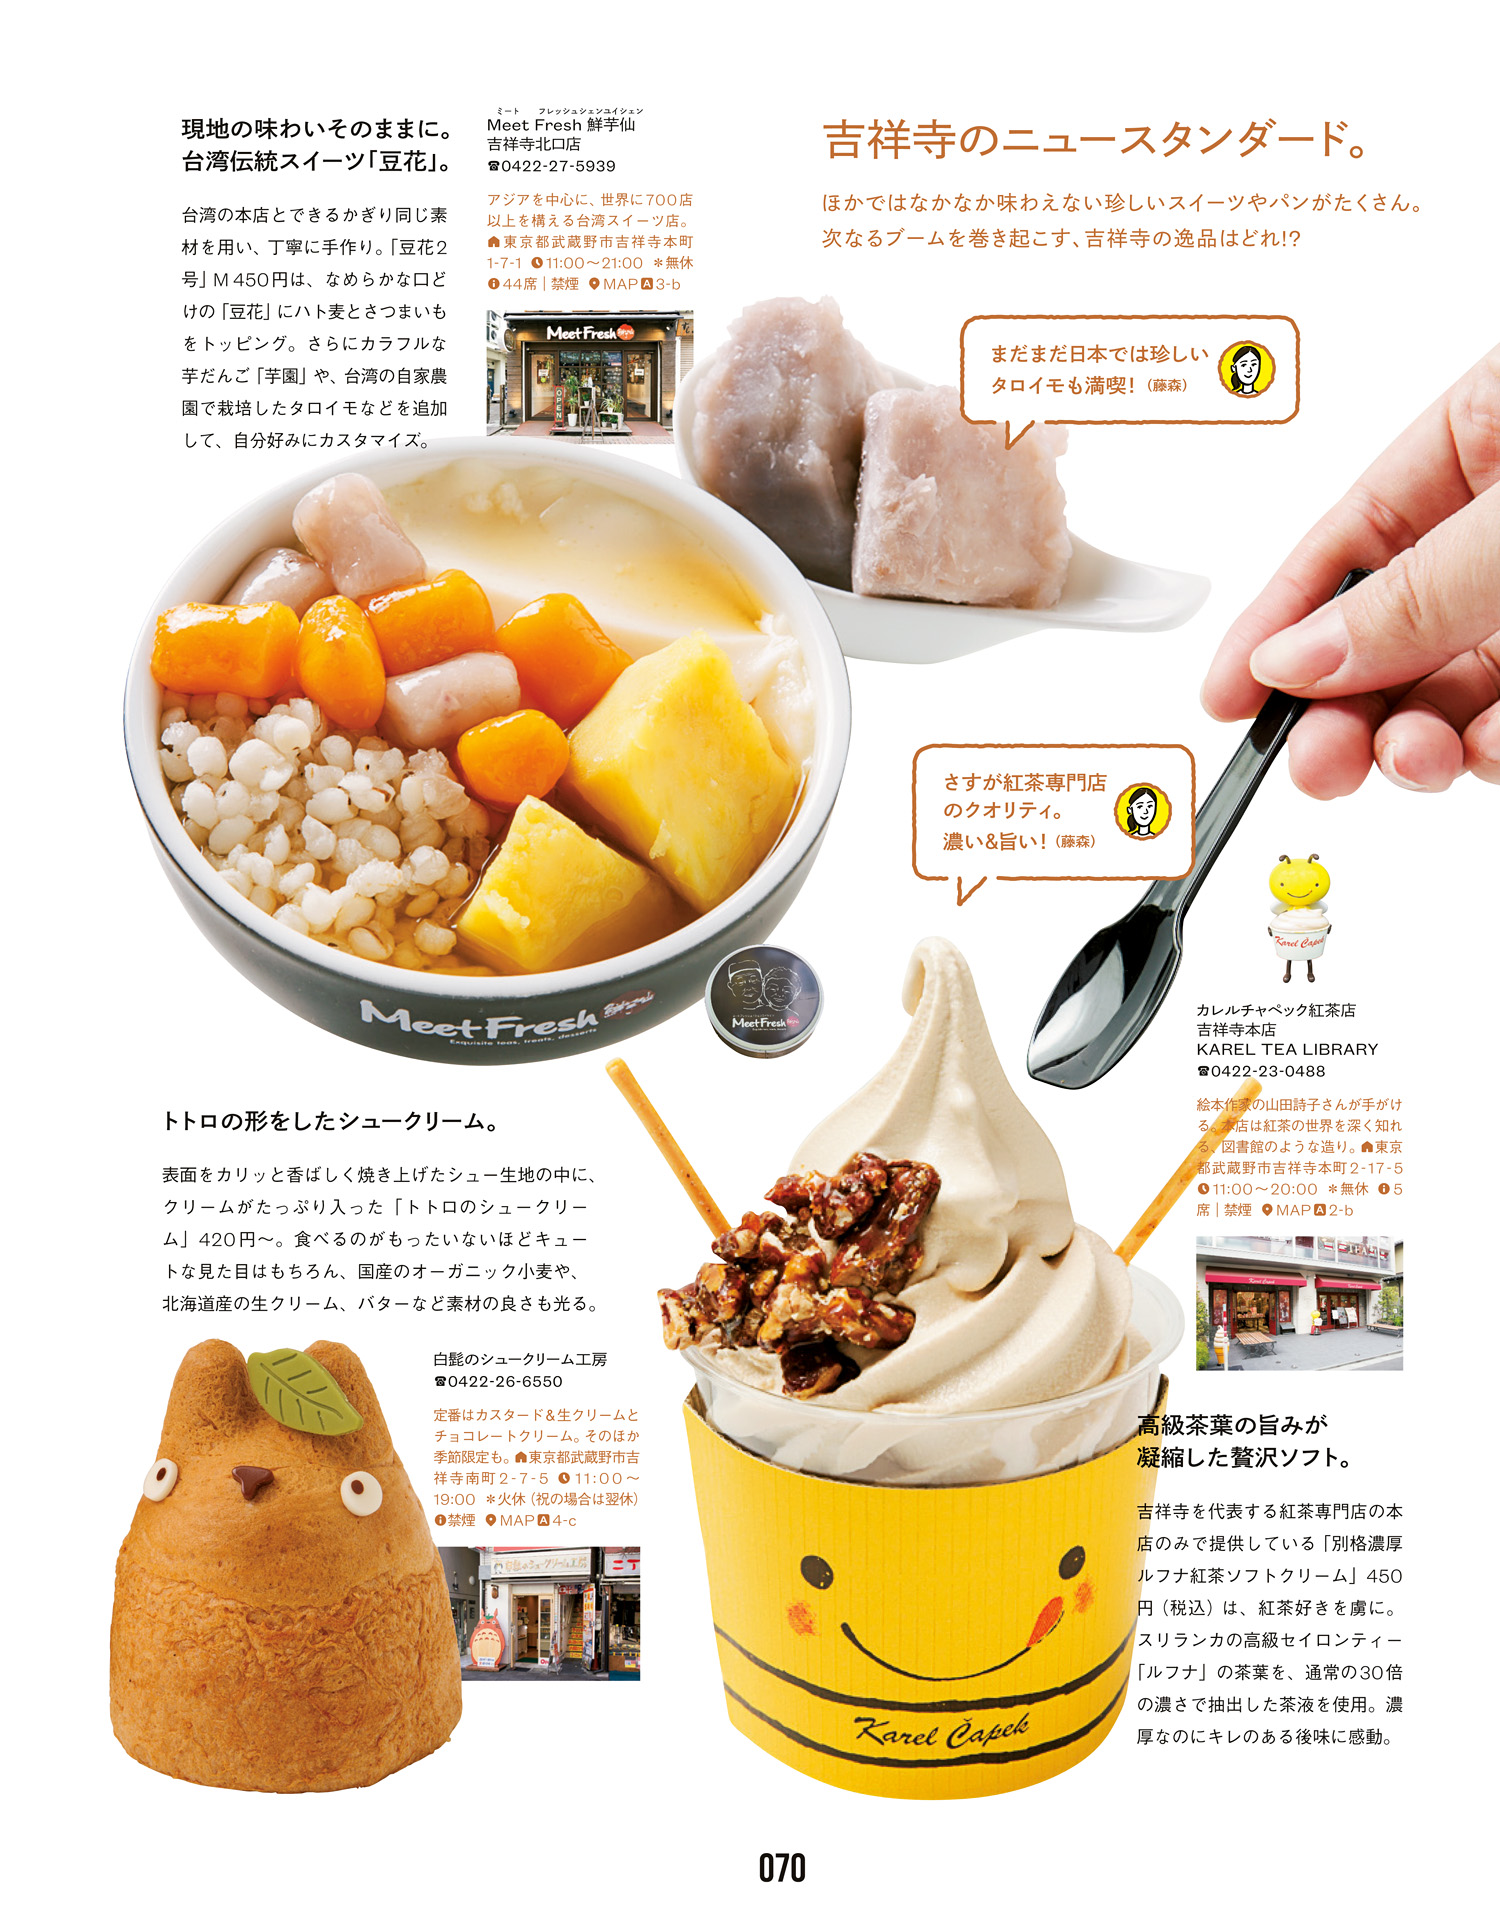 吉祥寺のニュースタンダード。
ほかではなかなか味わえない珍しいスイーツやパンがたくさん。
次なるブームを巻き起こす、吉祥寺の逸品はどれ!?
現地の味わいそのままに。
台湾伝統スイーツ「豆花」。
台湾の本店とできるかぎり同じ素
材を用い、丁寧に手作り。「豆花2
号」M 450円は、なめらかな口ど
けの「豆花」にハト麦とさつまいも
をトッピング。さらにカラフルな
芋だんご「芋園」や、台湾の自家農
園で栽培したタロイモなどを追加
して、自分好みにカスタマイズ。
ミート フレッシュシェンユイシェン
Meet Fresh 鮮芋仙
吉祥寺北口店
☎0422-27-5939
アジアを中心に、世界に700店
以上を構える台湾スイーツ店。
東京都武蔵野市吉祥寺本町
1-7-1 11:00〜21:00 *無休
44席｜禁煙 MAP A 3-b
Meet Fresh
OPEN
まだまだ日本では珍しい
タロイモも満喫!（藤森）
さすが紅茶専門店
のクオリティ。
濃い&旨い!（藤森）
Meet Fresh
Exquisite teas, treats, desserts
Meet Fresh
Karel Capek
カレルチャペック紅茶店
吉祥寺本店
KAREL TEA LIBRARY
☎0422-23-0488
絵本作家の山田詩子さんが手がけ
る。本店は紅茶の世界を深く知れ
る、図書館のような造り。東京
都武蔵野市吉祥寺本町2-17-5
11:00〜20:00 *無休 5
席｜禁煙 MAP A 2-b
Karel Capek
高級茶葉の旨みが
凝縮した贅沢ソフト。
吉祥寺を代表する紅茶専門店の本
店のみで提供している「別格濃厚
ルフナ紅茶ソフトクリーム」450
円（税込）は、紅茶好きを虜に。
スリランカの高級セイロンティー
「ルフナ」の茶葉を、通常の30倍
の濃さで抽出した茶液を使用。濃
厚なのにキレのある後味に感動。
Karel Čapek
トトロの形をしたシュークリーム。
表面をカリッと香ばしく焼き上げたシュー生地の中に、
クリームがたっぷり入った「トトロのシュークリー
ム」420円〜。食べるのがもったいないほどキュー
トな見た目はもちろん、国産のオーガニック小麦や、
北海道産の生クリーム、バターなど素材の良さも光る。
白髭のシュークリーム工房
☎0422-26-6550
定番はカスタード&生クリームと
チョコレートクリーム。そのほか
季節限定も。東京都武蔵野市吉
祥寺南町2-7-5 11:00〜
19:00 *火休（祝の場合は翌休）
禁煙 MAP A 4-c
白髭のシュークリーム工房
070